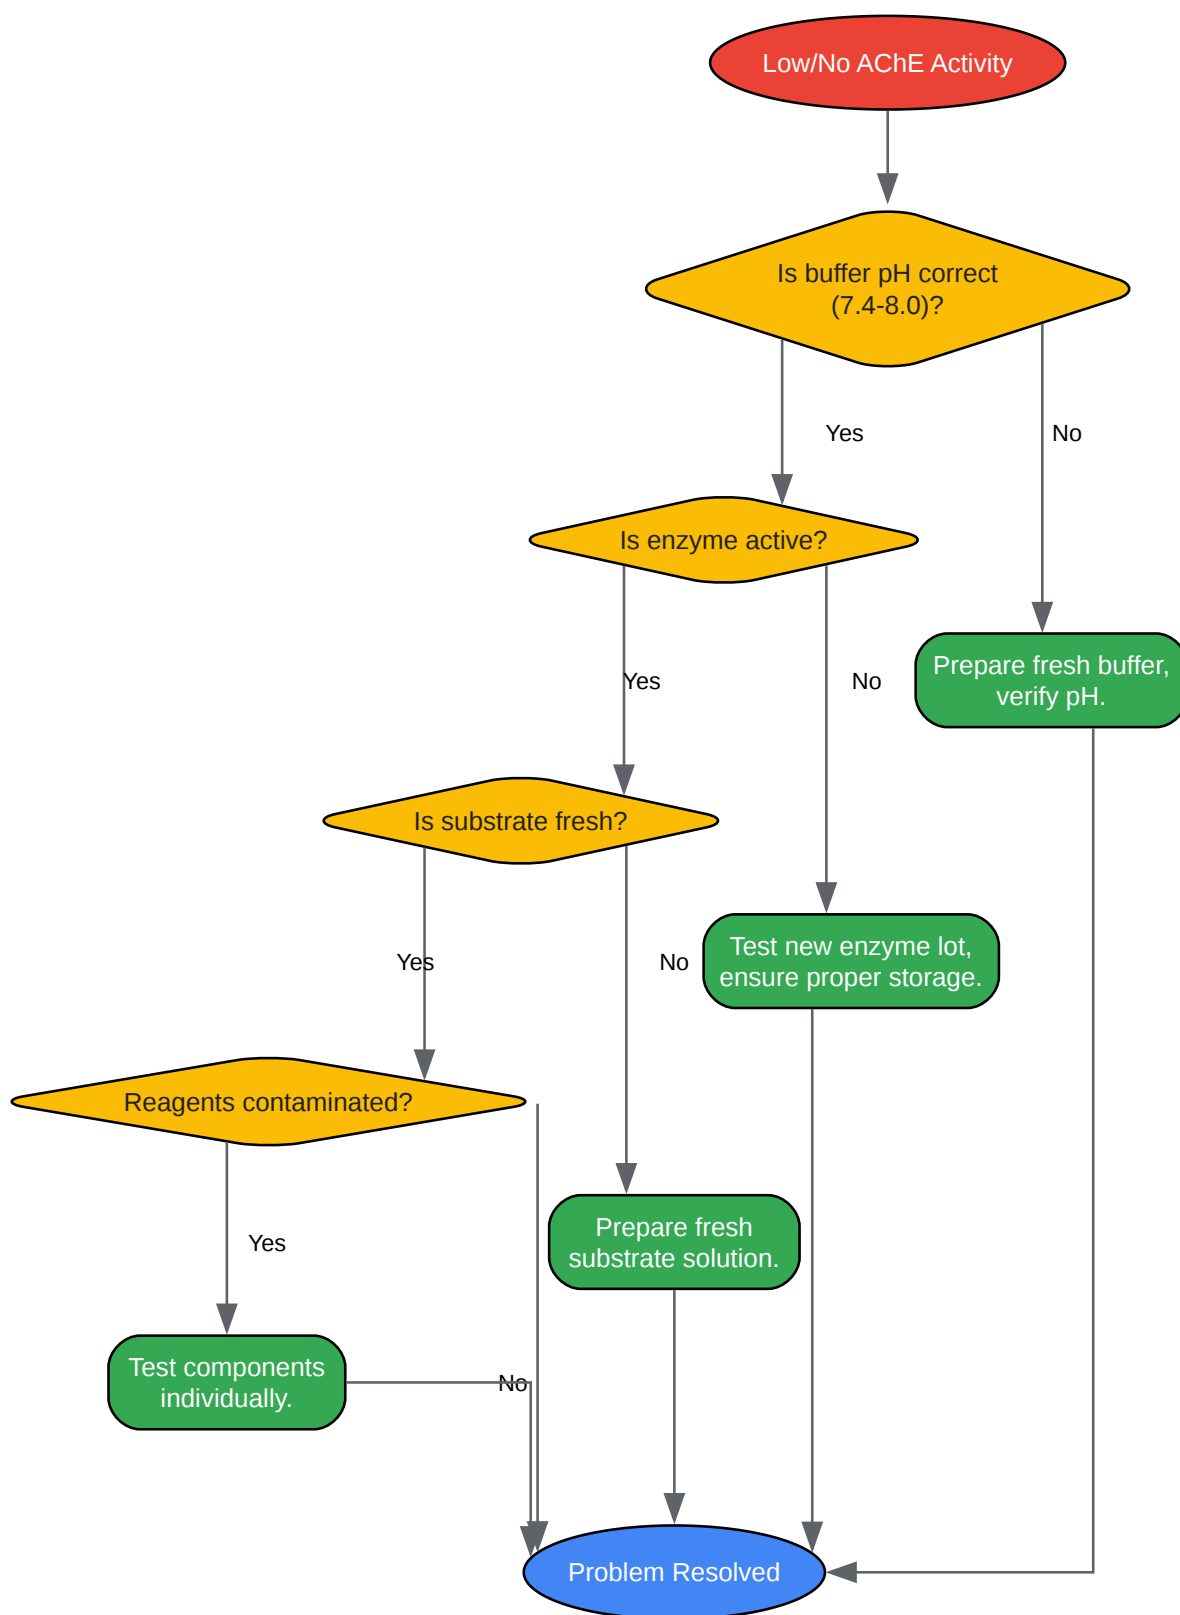 Low/No AChE Activity
Is buffer pH correct
(7.4-8.0)?
Yes
No
Is enzyme active?
Yes
No
Prepare fresh buffer,
verify pH.
Is substrate fresh?
Yes
No
Test new enzyme lot,
ensure proper storage.
Reagents contaminated?
Yes
Prepare fresh
substrate solution.
Test components
individually.
No
Problem Resolved